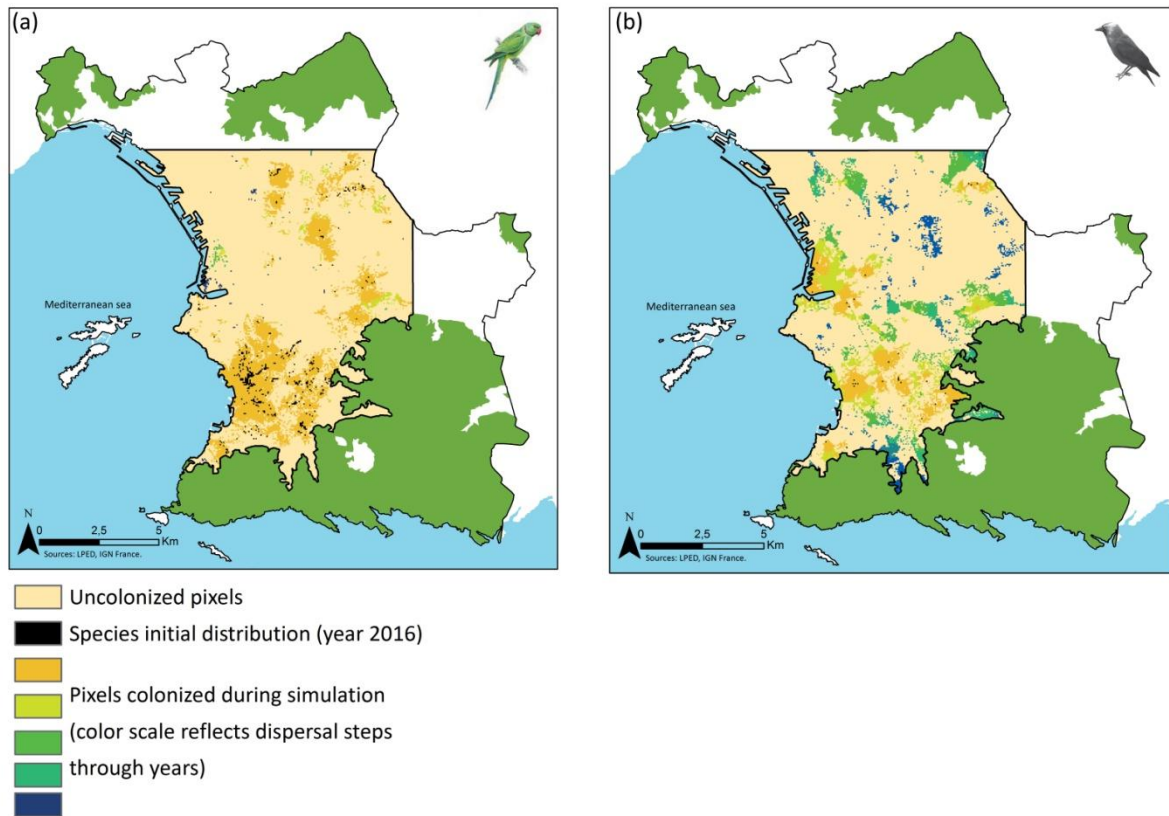 (a)
Mediterranean sea
N
0 2,5 5
Km
Sources: LPED, IGN France.
(b)
Mediterranean sea
N
0 2,5 5
Km
Sources: LPED, IGN France.
Uncolonized pixels
Species initial distribution (year 2016)
Pixels colonized during simulation
(color scale reflects dispersal steps
through years)